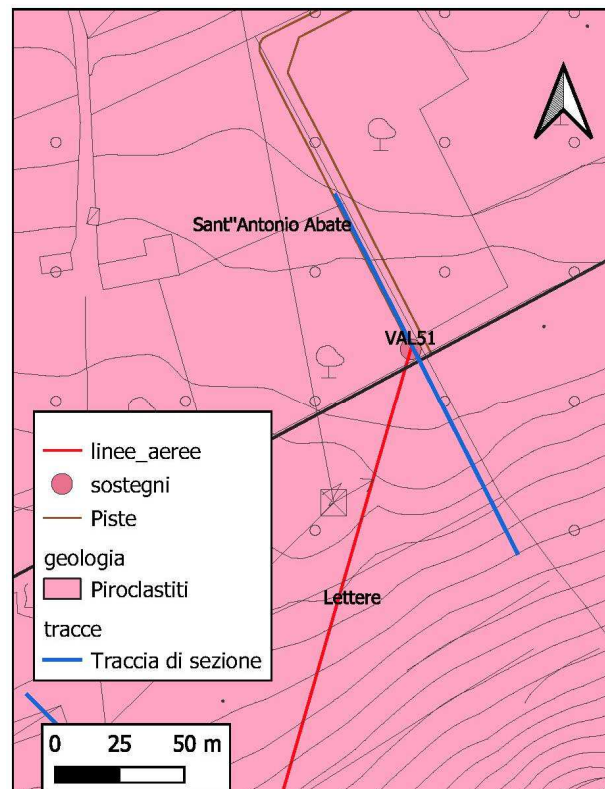 Sant"Antonio Abate
VAL51
linee_aeree
sostegni
Piste
geologia
Piroclastiti
tracce
Traccia di sezione
Lettere
0 25 50 m